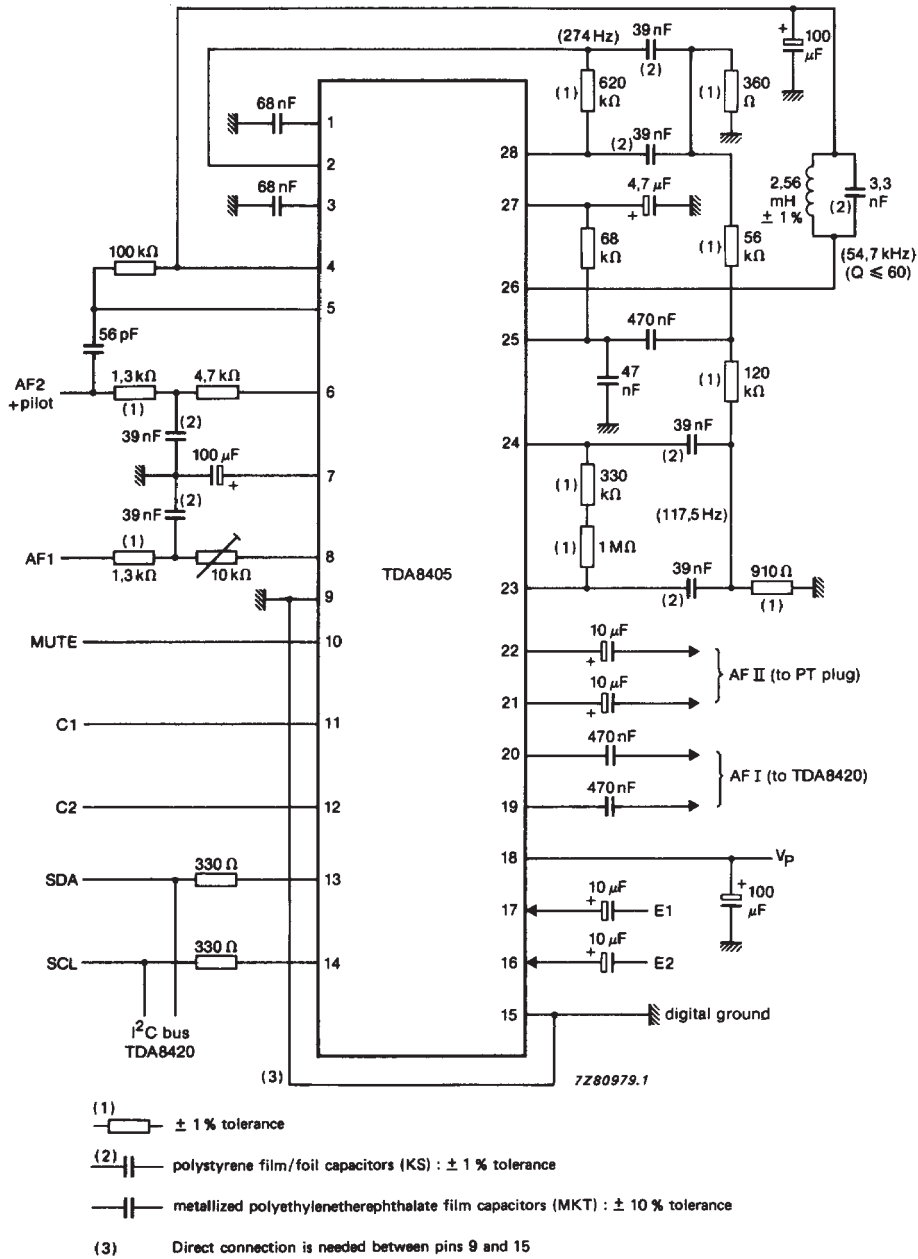 (274 Hz)
39 nF
(2)
+
100
μF
(1)
620
kΩ
(1)
360
Ω
68 nF
1
39 nF
(2)
28
2
68 nF
3
27
4,7 μF
+
2,56
mH
± 1%
(2)
3,3
nF
68
kΩ
(1)
56
kΩ
100 kΩ
4
(54,7 kHz)
(Q ≤ 60)
26
5
470 nF
25
56 pF
47
nF
(1)
120
kΩ
AF2
+pilot
1,3 kΩ
(1)
4,7 kΩ
6
(2)
39 nF
39 nF
(2)
24
100 μF
+
7
(1)
330
kΩ
(2)
39 nF
(117,5 Hz)
(1)
1 MΩ
AF1
(1)
1,3 kΩ
10 kΩ
8
TDA8405
39 nF
(2)
910 Ω
(1)
23
9
MUTE
10
22
10 μF
+
AF II (to PT plug)
21
10 μF
+
C1
11
20
470 nF
AF I (to TDA8420)
19
470 nF
C2
12
18
VP
SDA
330 Ω
13
+
100
μF
17
10 μF
+
E1
SCL
330 Ω
14
16
10 μF
+
E2
15
digital ground
I2C bus
TDA8420
(3)
7Z80979.1
(1)
± 1% tolerance
(2)
polystyrene film/foil capacitors (KS) : ± 1% tolerance
metallized polyethylenetherephthalate film capacitors (MKT) : ± 10% tolerance
(3) Direct connection is needed between pins 9 and 15